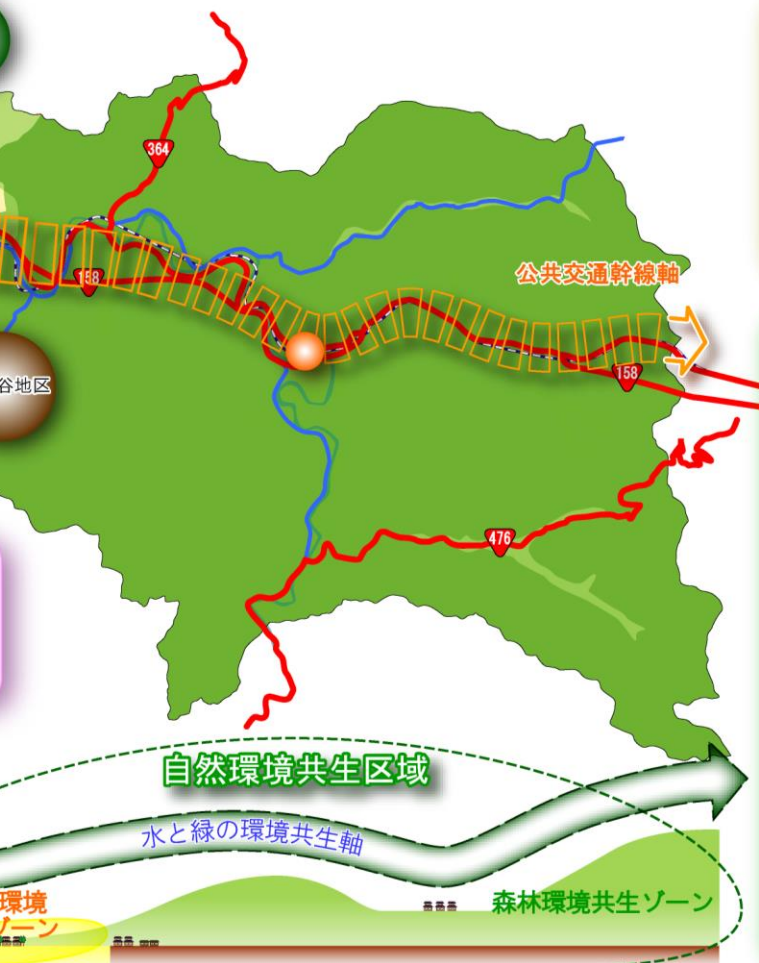 364
158
公共交通幹線軸
158
谷地区
476
自然環境共生区域
水と緑の環境共生軸
環境
ゾーン
森林環境共生ゾーン